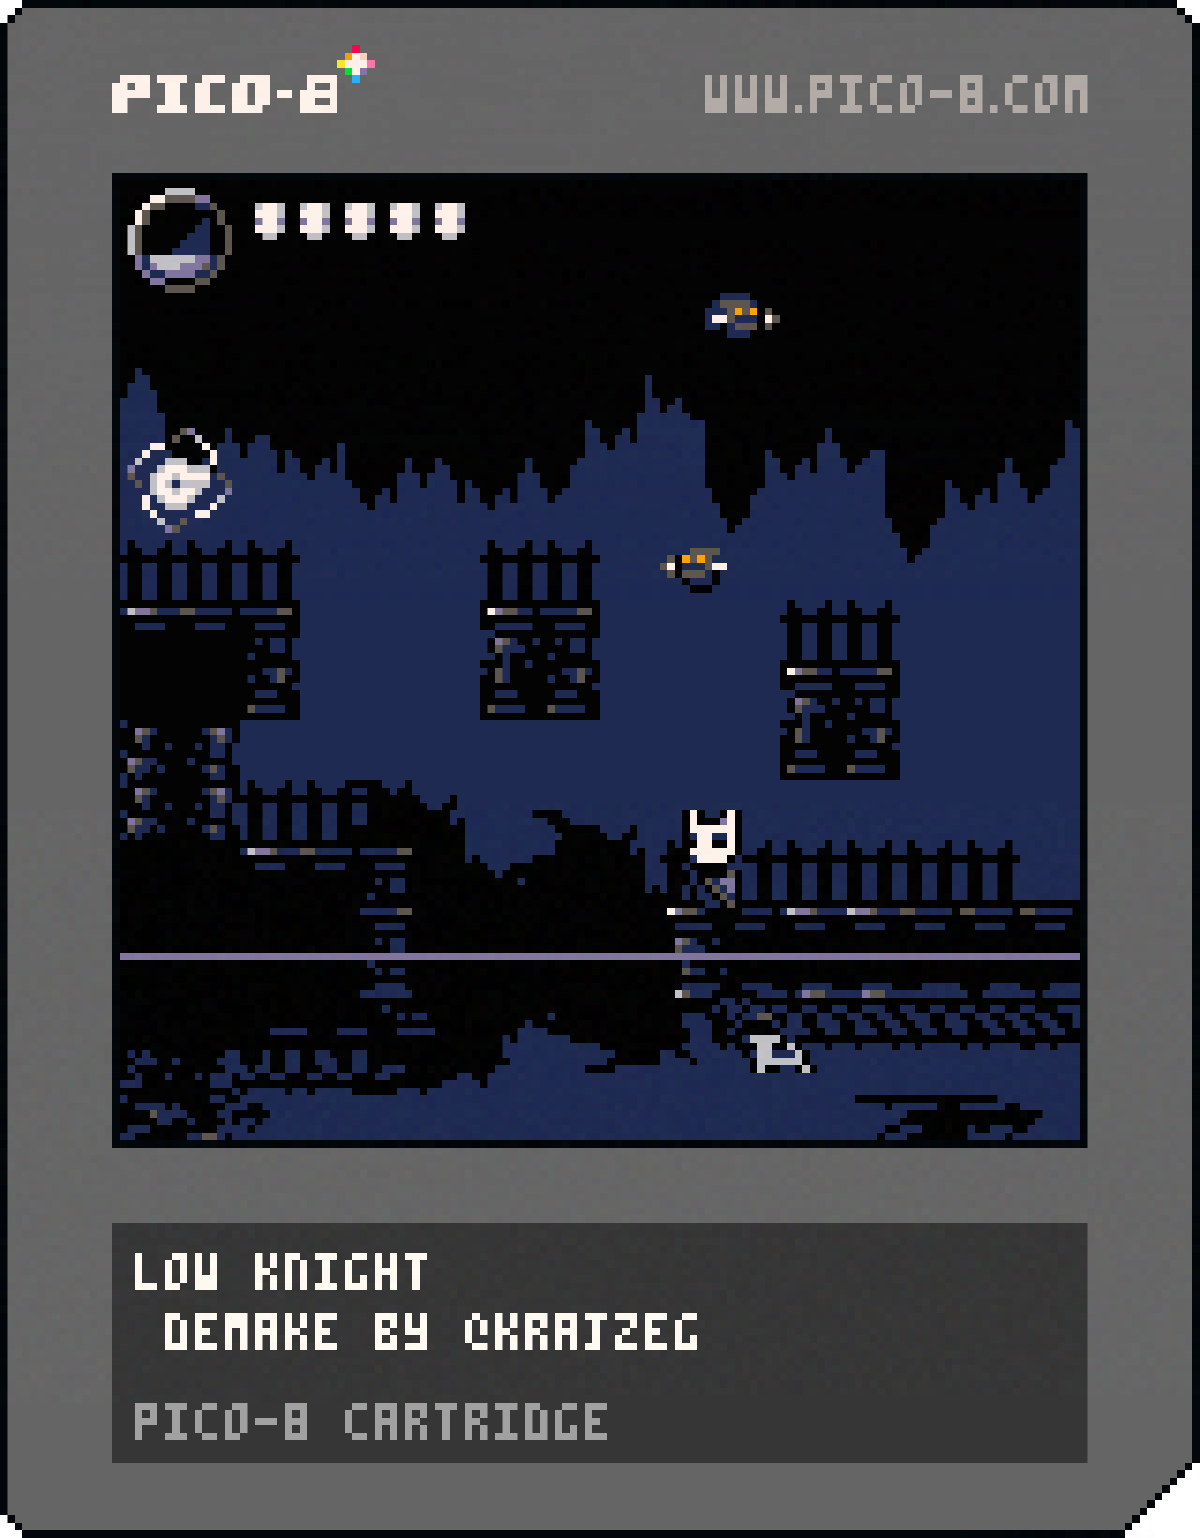 PICO-8
WWW.PICO-8.COM
LOW KNIGHT
DEMAKE BY @KRAJZEG
PICO-8 CARTRIDGE